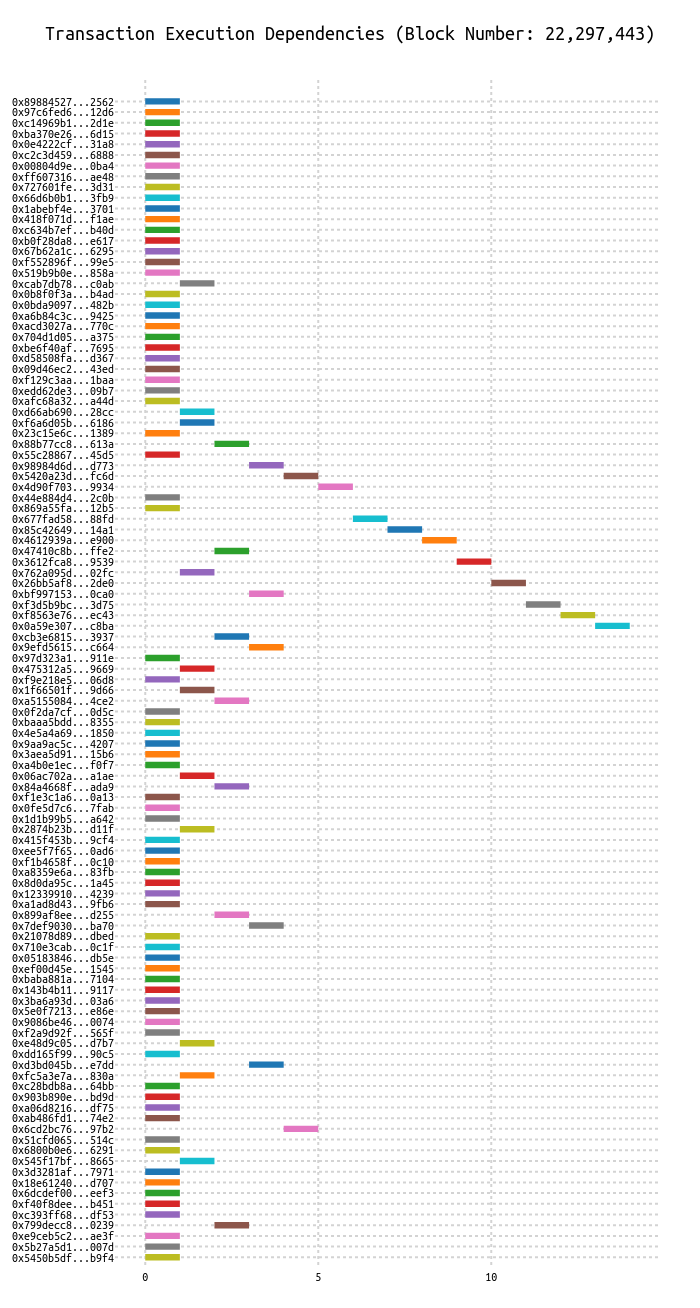 Transaction Execution Dependencies (Block Number: 22,297,443)
0x89884527...2562
0x97c6fed6...12d6
0xc14969b1...2d1e
0xba370e26...6d15
0x0e4222cf...31a8
0xc2c3d459...6888
0x00804d9e...0ba4
0xff607316...ae48
0x727601fe...3d31
0x66d6b0b1...3fb9
0x1abebf4e...3701
0x418f071d...f1ae
0xc634b7ef...b40d
0xb0f28da8...e617
0x67b62a1c...6295
0xf552896f...99e5
0x519b9b0e...858a
0xcab7db78...c0ab
0x0b8f0f3a...b4ad
0x0bda9097...482b
0xa6b84c3c...9425
0xacd3027a...770c
0x704d1d05...a375
0xbe6f40af...7695
0xd58508fa...d367
0x09d46ec2...43ed
0xf129c3aa...1baa
0xedd62de3...09b7
0xafc68a32...a44d
0xd66ab690...28cc
0xf6a6d05b...6186
0x23c15e6c...1389
0x88b77cc8...613a
0x55c28867...45d5
0x98984d6d...d773
0x5420a23d...fc6d
0x4d90f703...9934
0x44e884d4...2c0b
0x869a55fa...12b5
0x677fad58...88fd
0x85c42649...14a1
0x4612939a...e900
0x47410c8b...ffe2
0x3612fca8...9539
0x762a095d...02fc
0x26bb5af8...2de0
0xbf997153...0ca0
0xf3d5b9bc...3d75
0xf8563e76...ec43
0x0a59e307...c8ba
0xcb3e6815...3937
0x9efd5615...c664
0x97d323a1...911e
0x475312a5...9669
0xf9e218e5...06d8
0x1f66501f...9d66
0xa5155084...4ce2
0x0f2da7cf...0d5c
0xbaaa5bdd...8355
0x4e5a4a69...1850
0x9aa9ac5c...4207
0x3aea5d91...15b6
0xa4b0e1ec...f0f7
0x06ac702a...a1ae
0x84a4668f...ada9
0xf1e3c1a6...0a13
0x0fe5d7c6...7fab
0x1d1b99b5...a642
0x2874b23b...d11f
0x415f453b...9cf4
0xee5f7f65...0ad6
0xf1b4658f...0c10
0xa8359e6a...83fb
0x8d0da95c...1a45
0x12339910...4239
0xa1ad8d43...9fb6
0x899af8ee...d255
0x7def9030...ba70
0x21078d89...dbed
0x710e3cab...0c1f
0x05183846...db5e
0xef00d45e...1545
0xbaba881a...7104
0x143b4b11...9117
0x3ba6a93d...03a6
0x5e0f7213...e86e
0x9086be46...0074
0xf2a9d92f...565f
0xe48d9c05...d7b7
0xdd165f99...90c5
0xd3bd045b...e7dd
0xfc5a3e7a...830a
0xc28bdb8a...64bb
0x903b890e...bd9d
0xa06d8216...df75
0xab486fd1...74e2
0x6cd2bc76...97b2
0x51cfd065...514c
0x6800b0e6...6291
0x545f17bf...8665
0x3d3281af...7971
0x18e61240...d707
0x6dcdef00...eef3
0xf40f8dee...b451
0xc393ff68...df53
0x799decc8...0239
0xe9ceb5c2...ae3f
0x5b27a5d1...007d
0x5450b5df...b9f4
0 5 10